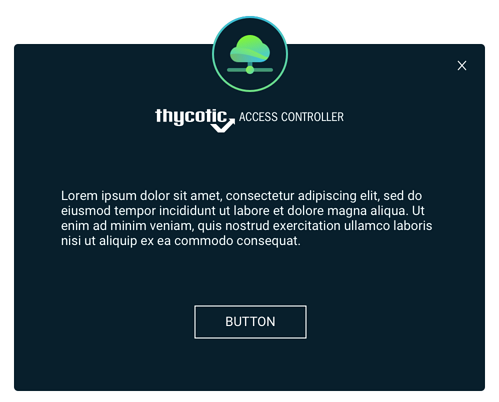 thycotic ACCESS CONTROLLER
Lorem ipsum dolor sit amet, consectetur adipiscing elit, sed do
eiusmod tempor incididunt ut labore et dolore magna aliqua. Ut
enim ad minim veniam, quis nostrud exercitation ullamco laboris
nisi ut aliquip ex ea commodo consequat.
BUTTON